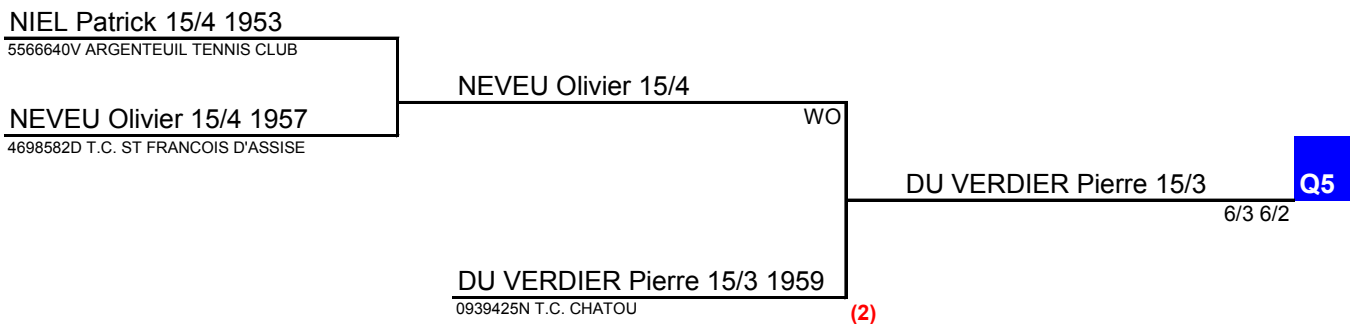 NIEL Patrick 15/4 1953
5566640V ARGENTEUIL TENNIS CLUB
NEVEU Olivier 15/4
WO
NEVEU Olivier 15/4 1957
4698582D T.C. ST FRANCOIS D'ASSISE
DU VERDIER Pierre 15/3
Q5
6/3 6/2
DU VERDIER Pierre 15/3 1959
0939425N T.C. CHATOU
(2)